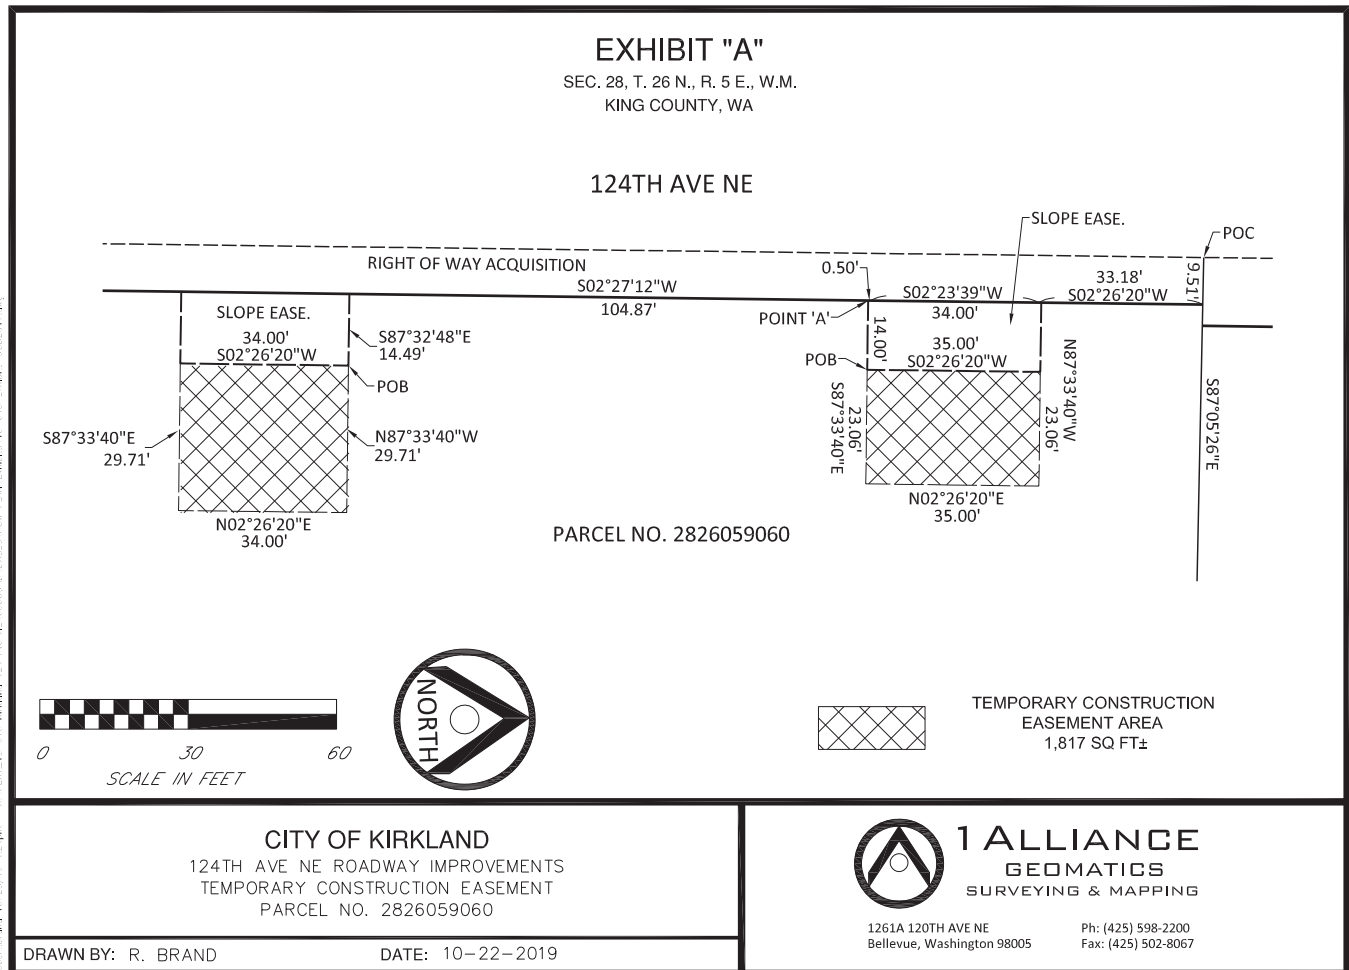 EXHIBIT "A"
SEC. 28, T. 26 N., R. 5 E., W.M.
KING COUNTY, WA
124TH AVE NE
SLOPE EASE.
POC
RIGHT OF WAY ACQUISITION
0.50'
33.18'
S02°26'20"W
9.51'
S02°27'12"W
104.87'
S02°23'39"W
34.00'
POINT 'A'
SLOPE EASE.
34.00'
S02°26'20"W
S87°32'48"E
14.49'
POB
14.00'
35.00'
S02°26'20"W
POB
S87°33'40"E
29.71'
N87°33'40"W
29.71'
S87°33'40"E
23.06'
N87°33'40"W
23.06'
S87°05'26"E
N02°26'20"E
34.00'
N02°26'20"E
35.00'
PARCEL NO. 2826059060
NORTH
0 30 60
SCALE IN FEET
TEMPORARY CONSTRUCTION
EASEMENT AREA
1,817 SQ FT±
CITY OF KIRKLAND
124TH AVE NE ROADWAY IMPROVEMENTS
TEMPORARY CONSTRUCTION EASEMENT
PARCEL NO. 2826059060
DRAWN BY: R. BRAND DATE: 10-22-2019
1 ALLIANCE
GEOMATICS
SURVEYING & MAPPING
1261A 120TH AVE NE
Bellevue, Washington 98005
Ph: (425) 598-2200
Fax: (425) 502-8067